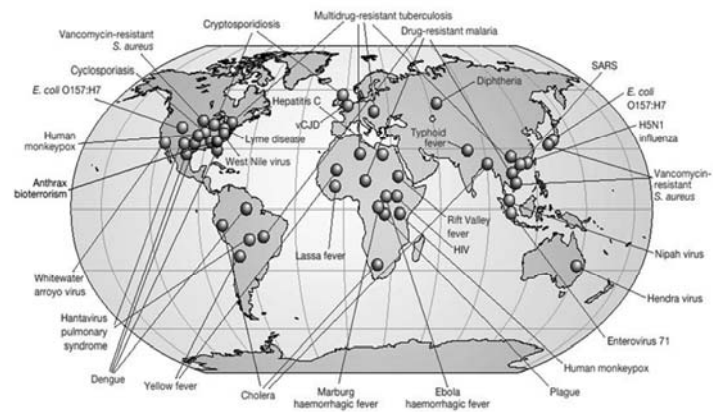 Multidrug-resistant tuberculosis
Cryptosporidiosis
Drug-resistant malaria
Vancomycin-resistant
S. aureus
SARS
Cyclosporiasis
Diphtheria
E. coli O157:H7
E. coli
O157:H7
Hepatitis C
H5N1
influenza
vCJD
Typhoid
fever
Human
monkeypox
Lyme disease
West Nile virus
Vancomycin-
resistant
S. aureus
Anthrax
bioterrorism
Rift Valley
fever
HIV
Lassa fever
Nipah virus
Whitewater
arroyo virus
Hendra virus
Hantavirus
pulmonary
syndrome
Enterovirus 71
Human monkeypox
Dengue
Yellow fever
Cholera
Marburg
haemorrhagic fever
Ebola
haemorrhagic fever
Plague